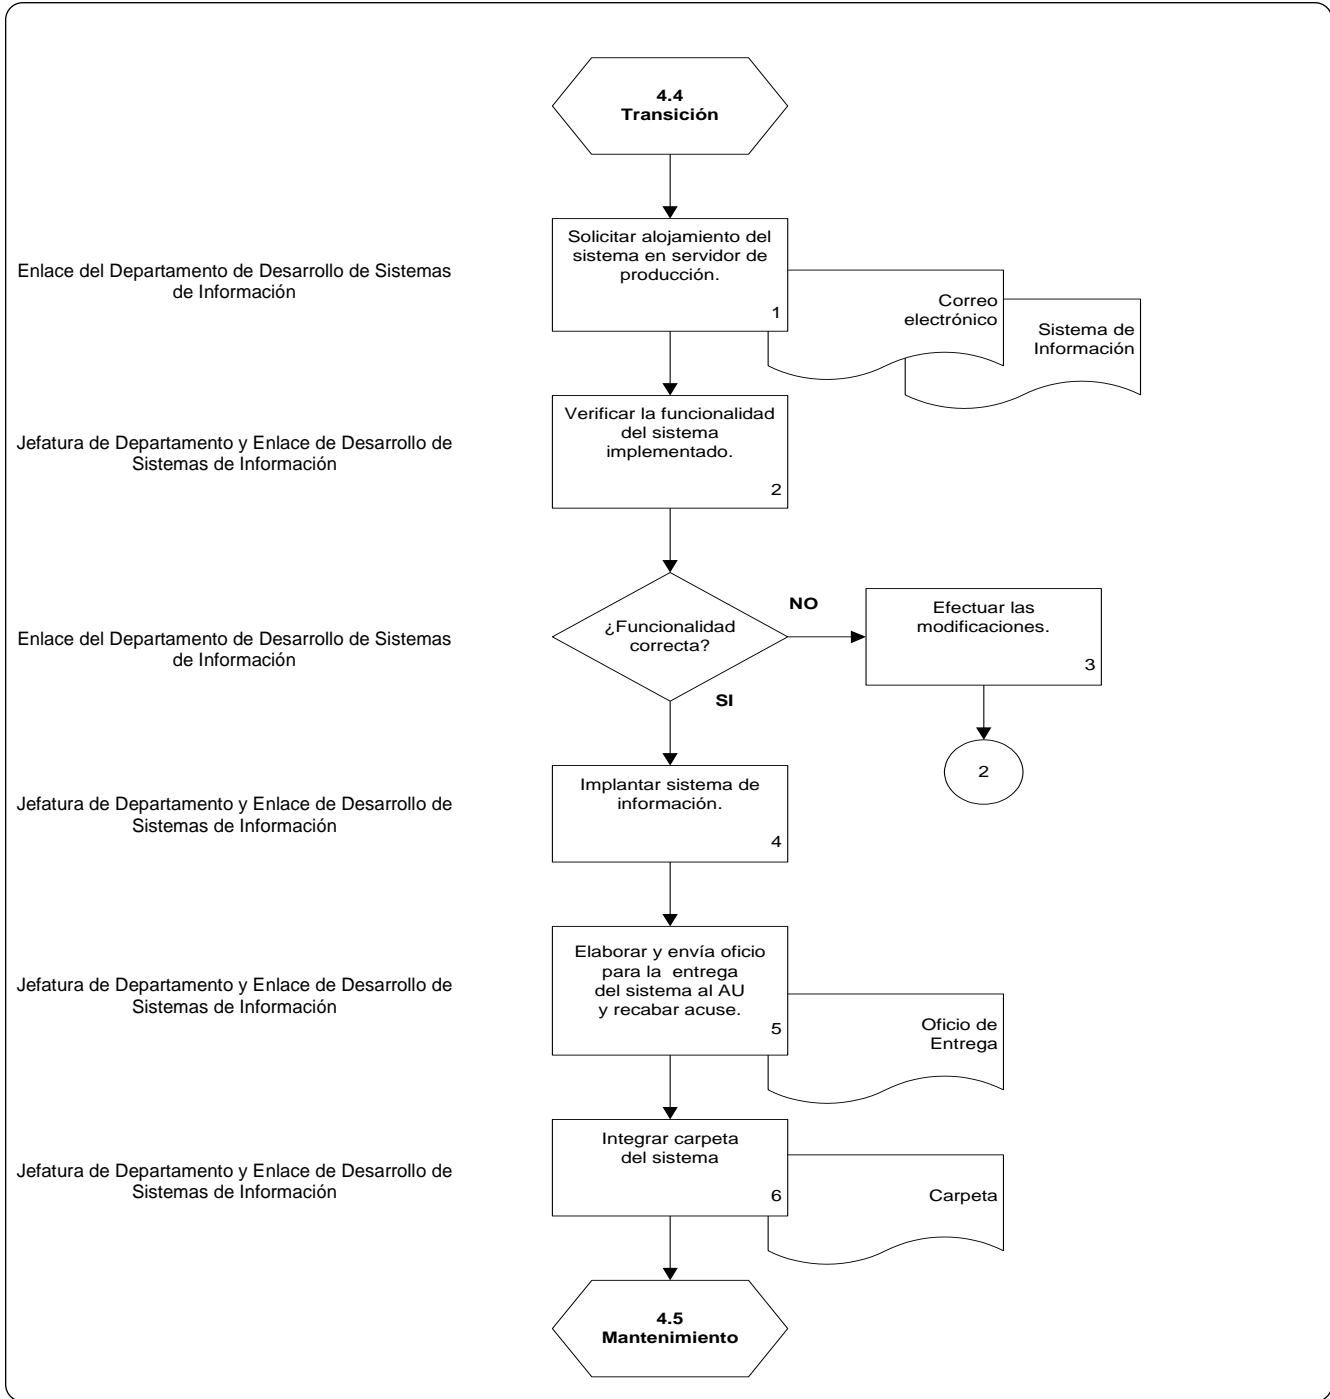 4.4
Transición
Enlace del Departamento de Desarrollo de Sistemas
de Información
Solicitar alojamiento del
sistema en servidor de
producción.
1
Correo
electrónico
Sistema de
Información
Jefatura de Departamento y Enlace de Desarrollo de
Sistemas de Información
Verificar la funcionalidad
del sistema
implementado.
2
Enlace del Departamento de Desarrollo de Sistemas
de Información
¿Funcionalidad
correcta?
NO
Efectuar las
modificaciones.
3
SI
2
Jefatura de Departamento y Enlace de Desarrollo de
Sistemas de Información
Implantar sistema de
información.
4
Jefatura de Departamento y Enlace de Desarrollo de
Sistemas de Información
Elaborar y envía oficio
para la entrega
del sistema al AU
y recabar acuse.
5
Oficio de
Entrega
Jefatura de Departamento y Enlace de Desarrollo de
Sistemas de Información
Integrar carpeta
del sistema
6
Carpeta
4.5
Mantenimiento